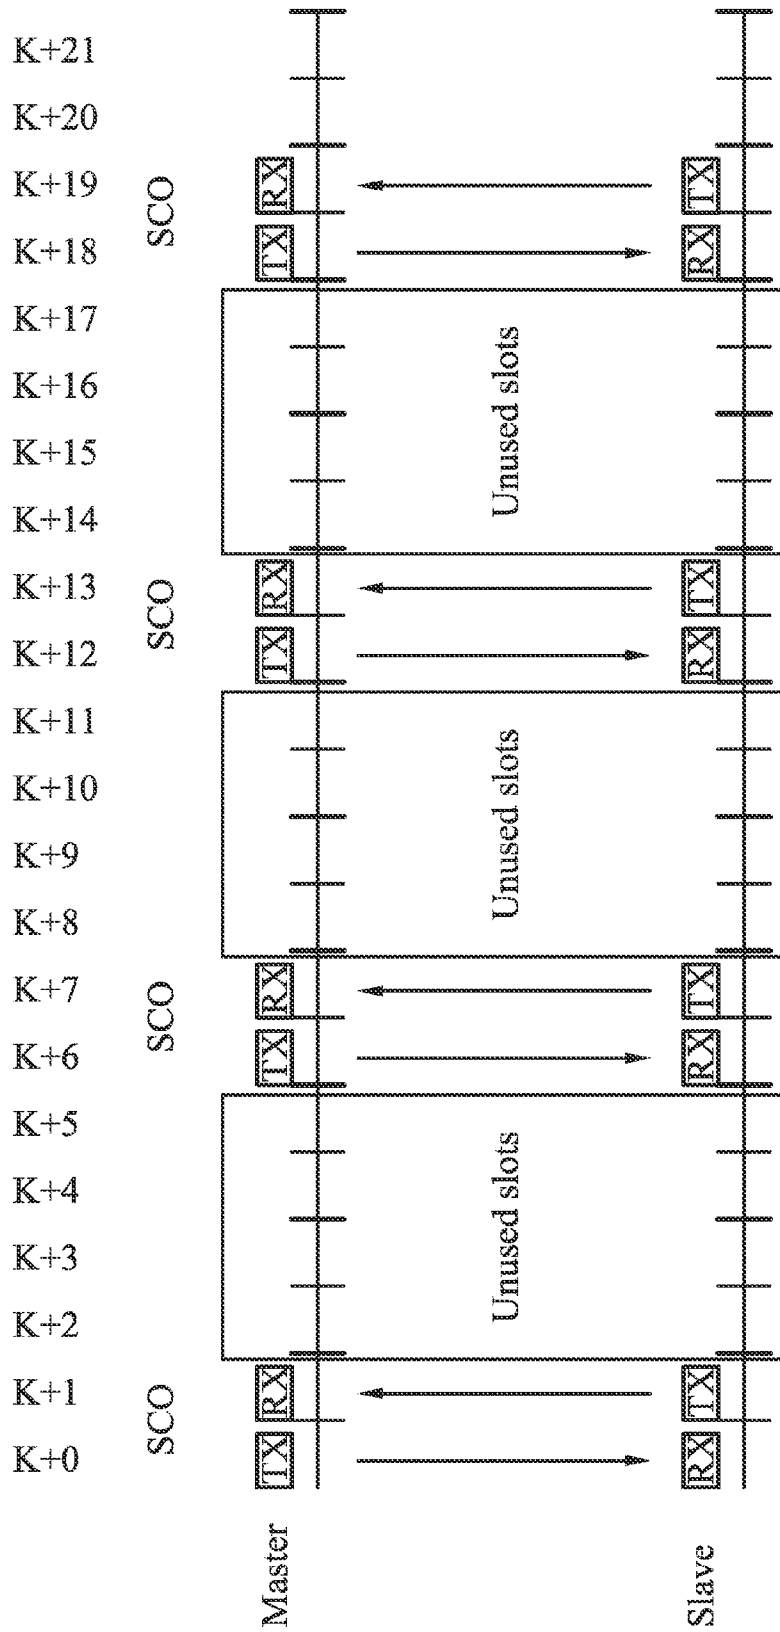 K+21
K+20
K+19
K+18
K+17
K+16
K+15
K+14
K+13
K+12
K+11
K+10
K+9
K+8
K+7
K+6
K+5
K+4
K+3
K+2
K+1
K+0
SCO
SCO
SCO
SCO
RX
TX
RX
TX
RX
TX
RX
TX
Master
Unused slots
Unused slots
Unused slots
TX
RX
TX
RX
TX
RX
TX
RX
Slave